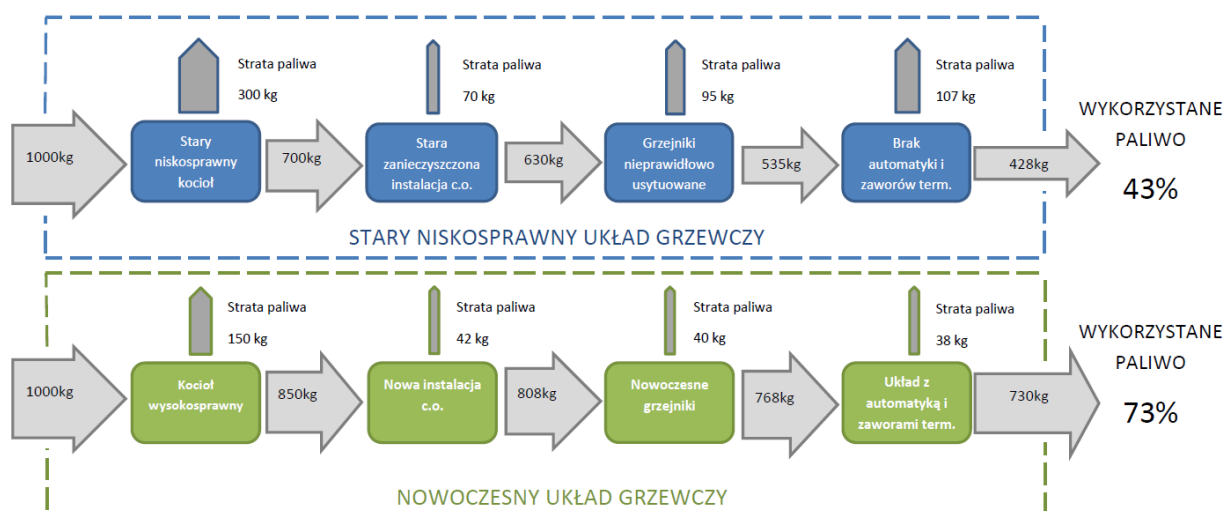 Strata paliwa
300 kg
Strata paliwa
70 kg
Strata paliwa
95 kg
Strata paliwa
107 kg
1000kg
Stary
niskosprawny
kocioł
700kg
Stara
zanieczyszczona
instalacja c.o.
630kg
Grzejniki
nieprawidłowo
usytuowane
535kg
Brak
automatyki i
zaworów term.
428kg
WYKORZYSTANE
PALIWO
43%
STARY NISKOSPRAWNY UKŁAD GRZEWCZY
Strata paliwa
150 kg
Strata paliwa
42 kg
Strata paliwa
40 kg
Strata paliwa
38 kg
1000kg
Kocioł
wysokosprawny
850kg
Nowa instalacja
c.o.
808kg
Nowoczesne
grzejniki
768kg
Układ z
automatyką i
zaworami term.
730kg
WYKORZYSTANE
PALIWO
73%
NOWOCZESNY UKŁAD GRZEWCZY